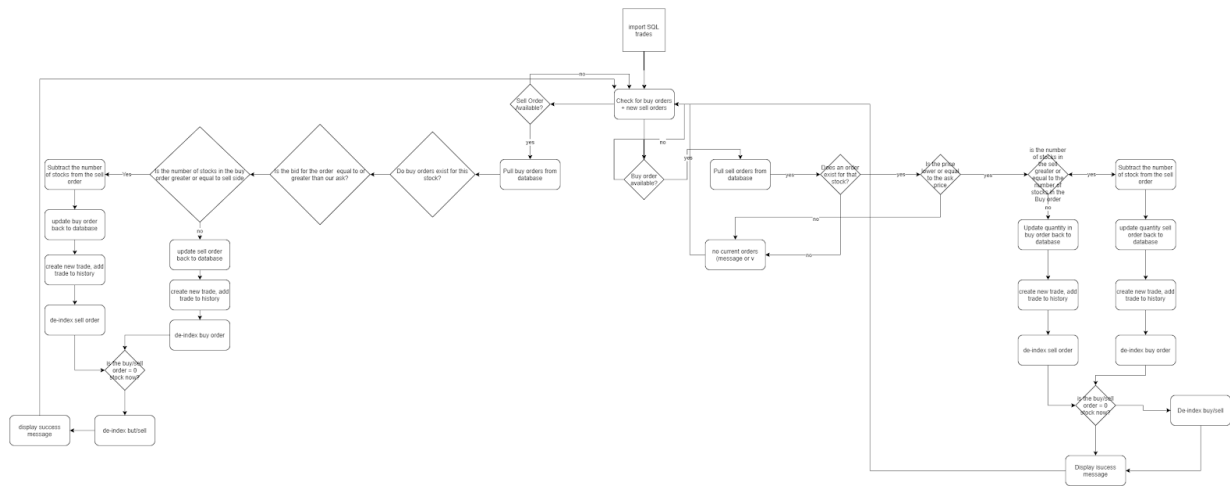 import SQL
trades
no
Sell Order
Available?
Check for buy orders
+ new sell orders
yes
no
Buy order
available?
yes
Subtract the number
of stocks from the sell
order
Yes
Is the number of stocks in the buy
order greater or equal to sell side
Is the bid for the order equal to or
greater than our ask?
Do buy orders exist for this
stock?
Pull buy orders from
database
Pull sell orders from
database
yes
Does an order
exist for that
stock?
yes
Is the price
lower or equal
to the ask
price
yes
is the number
of stocks in
the sell
greater or
equal to the
number of
stocks in the
Buy order
yes
Subtract the number
of stock from the sell
order
no
no
no
no
update buy order
back to database
update sell order
back to database
no current orders
(message or v
Update quantity in
buy order back to
database
update quantity sell
order back to
database
create new trade, add
trade to history
create new trade, add
trade to history
create new trade, add
trade to history
create new trade, add
trade to history
de-index sell order
de-index buy order
de-index sell order
de-index buy order
is the buy/sell
order = 0
stock now?
is the buy/sell
order = 0
stock now?
De-index buy/sell
display success
message
de-index but/sell
Display isucess
message